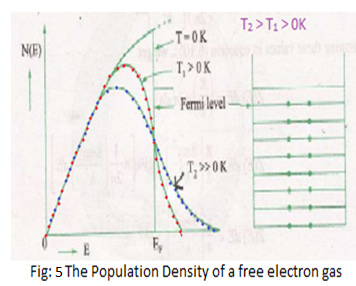 T₂ > T₁ > 0K
N(E)
T = 0 K
T₁ > 0 K
Fermi level
T₂ >> 0 K
0
E
E_F
Fig: 5 The Population Density of a free electron gas